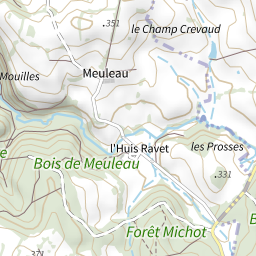 .351
le Champ Crevaud
Mouilles
Meuleau
l'Huis Ravet
les Prosses
Bois de Meuleau
.331
Forêt Michot
371